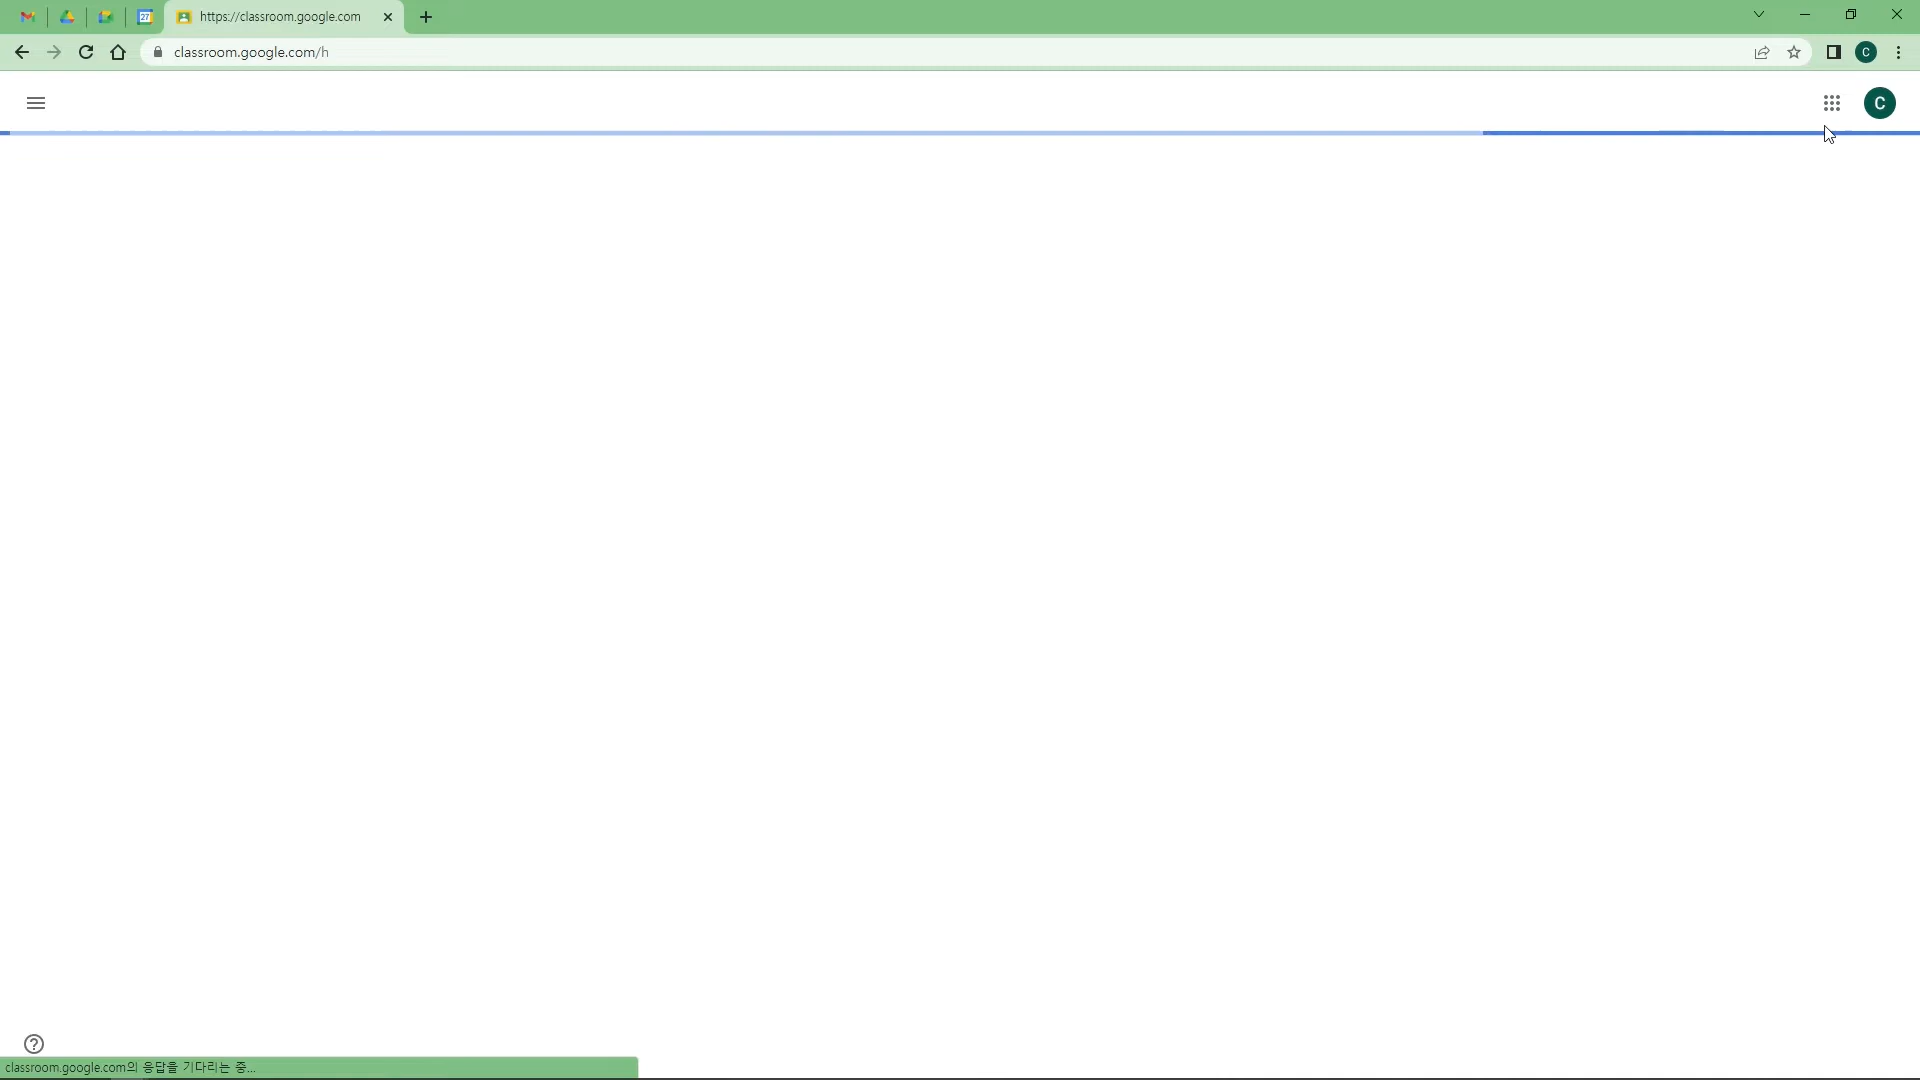 27
https://classroom.google.com
classroom.google.com/h
C
C
classroom.google.com의 응답을 기다리는 중...